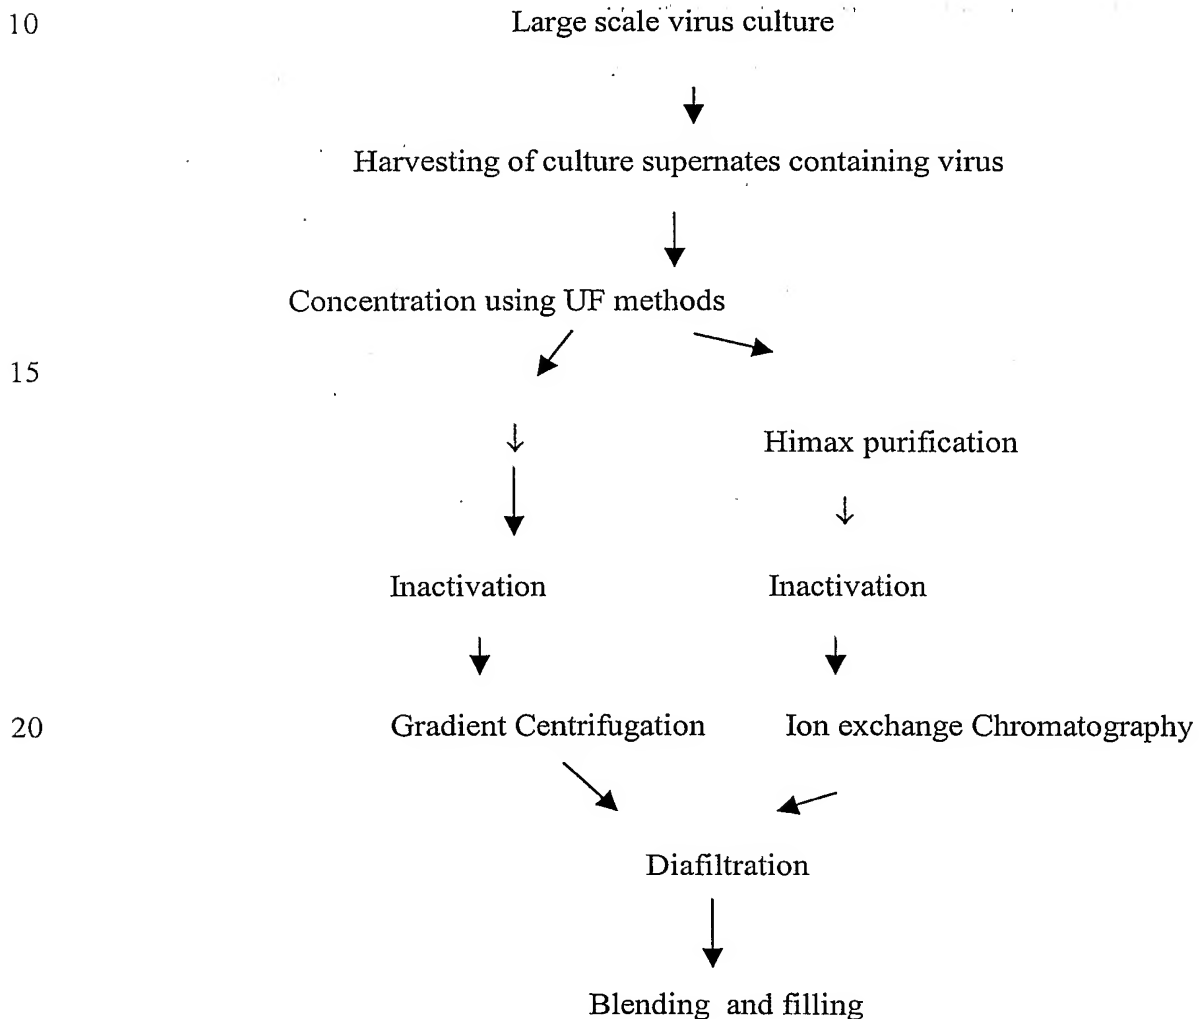 10 Large scale virus culture
Harvesting of culture supernates containing virus
Concentration using UF methods
15
Himax purification
Inactivation Inactivation
20 Gradient Centrifugation Ion exchange Chromatography
Diafiltration
Blending and filling